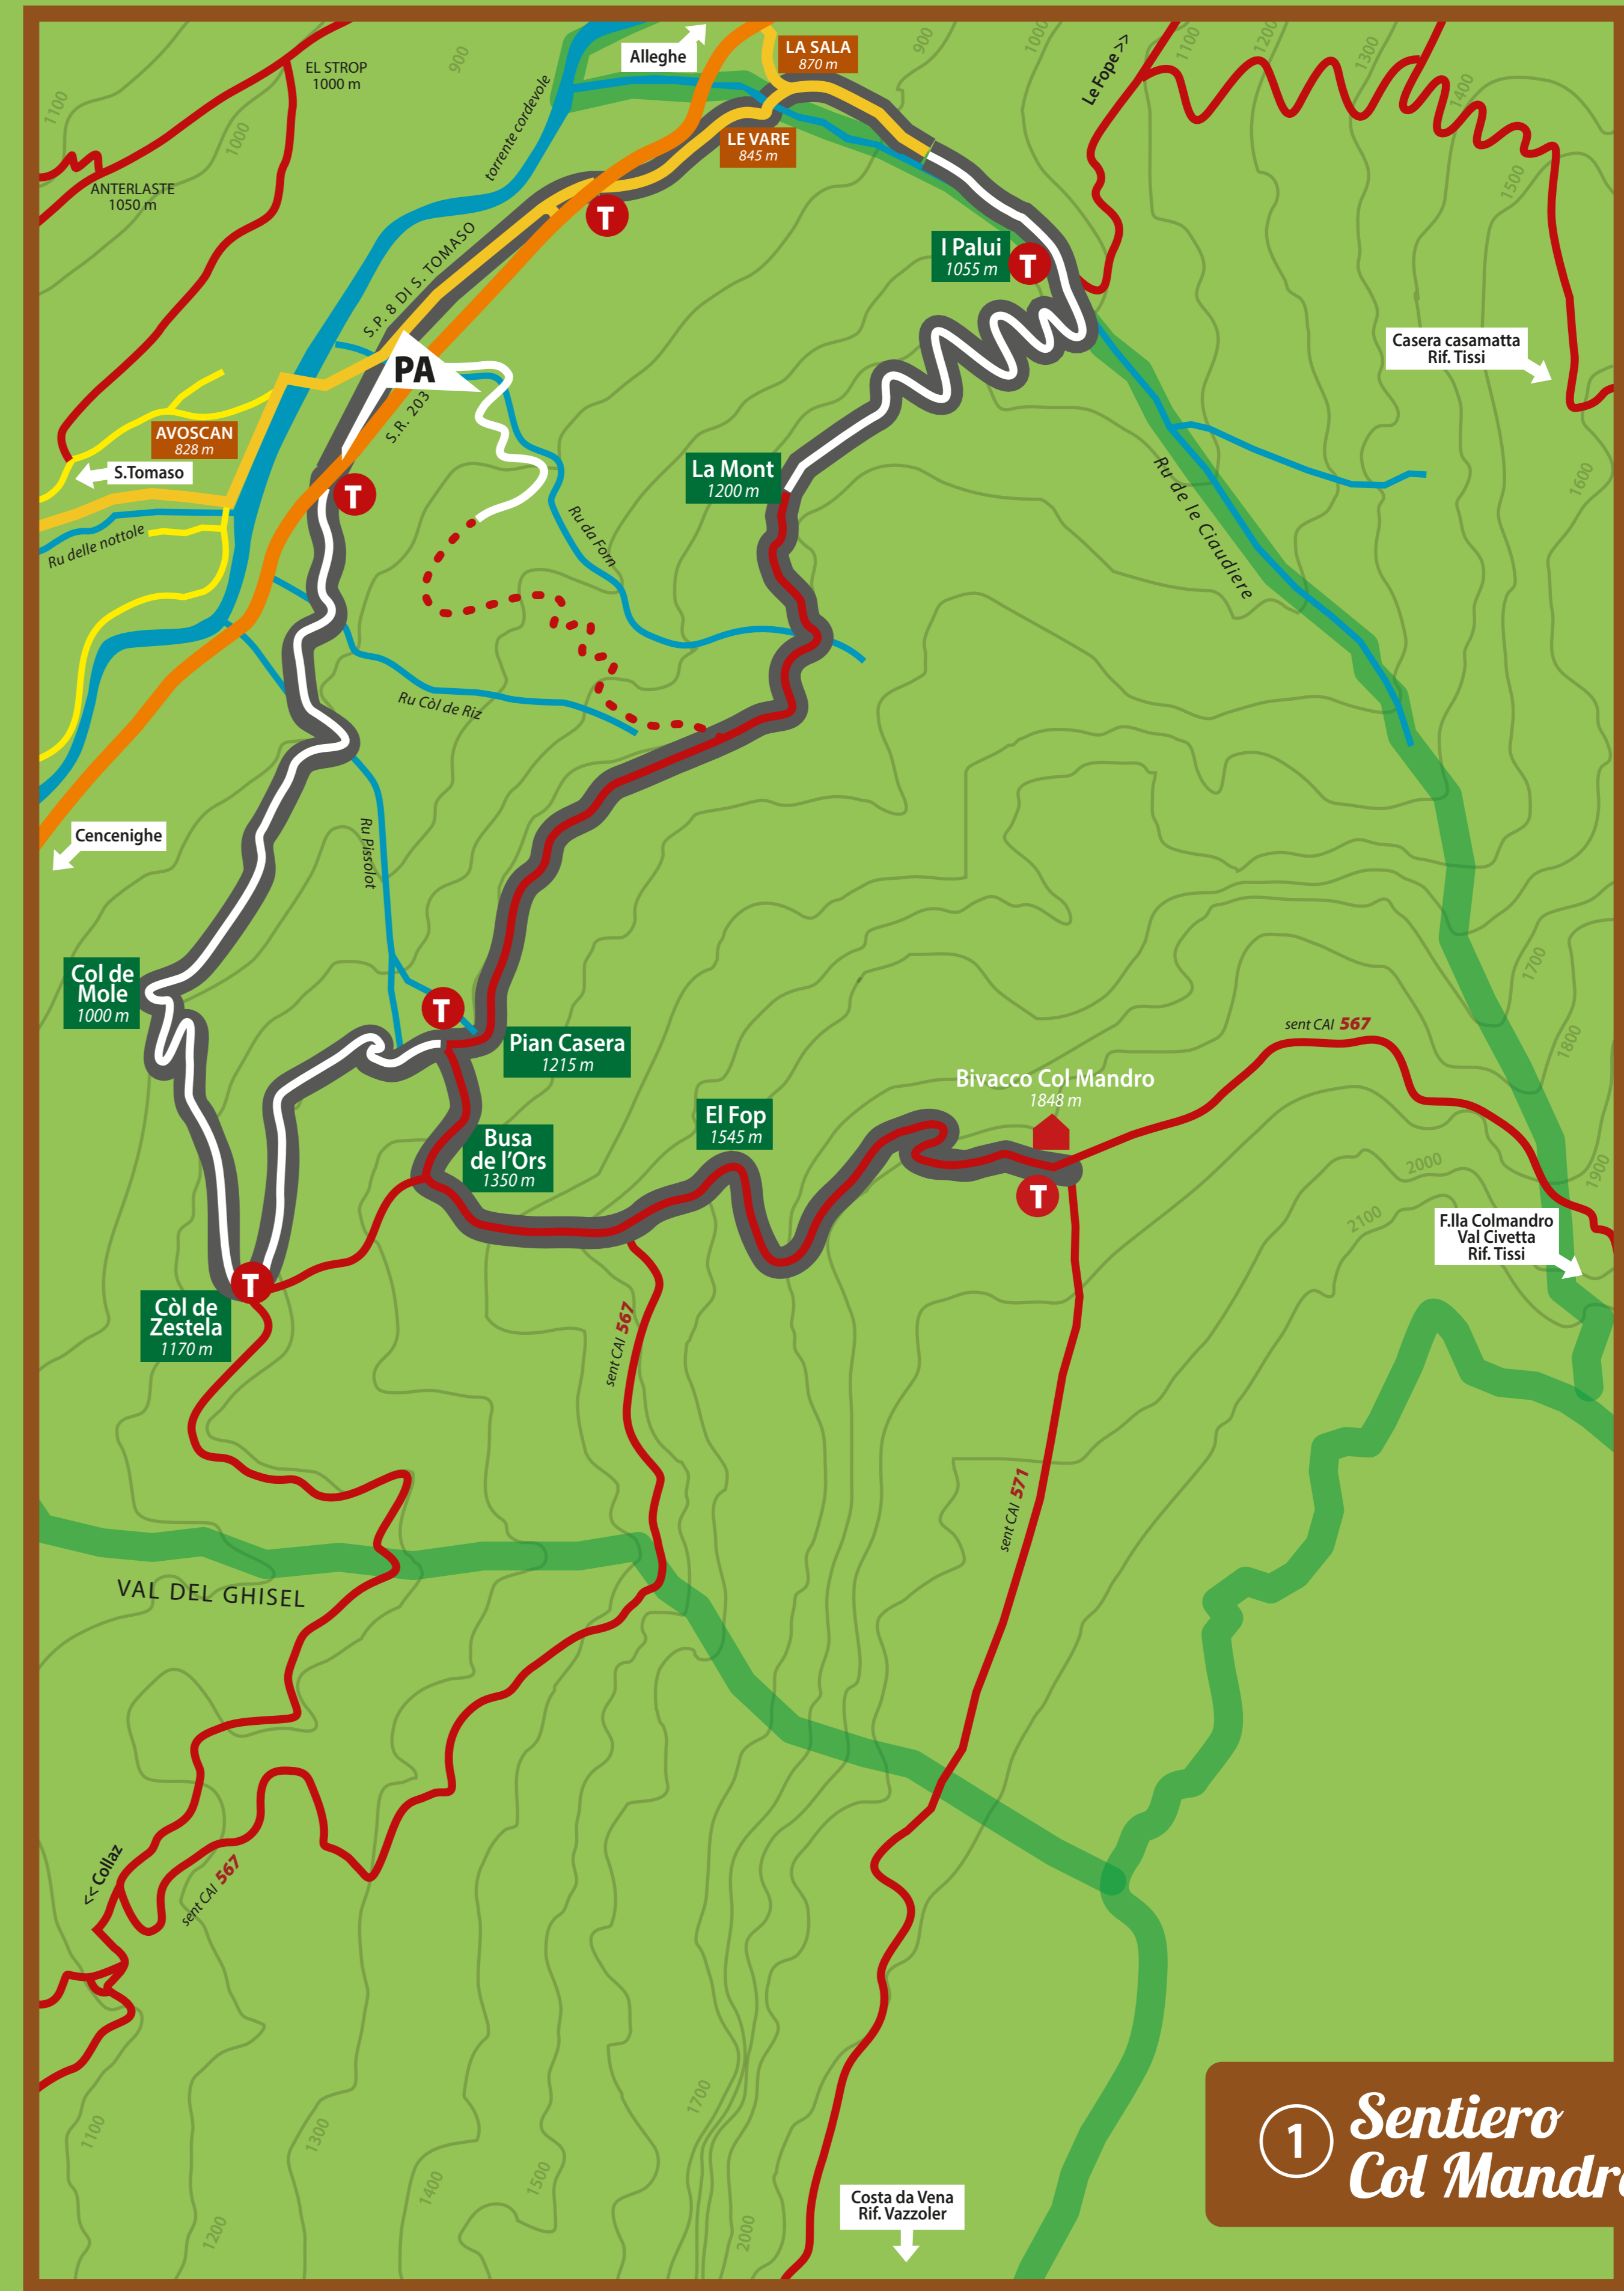 Alleghe
LA SALA
870 m
900
900
1000
Le Fope >>
1100
1200
1300
1400
1500
EL STROP
1000 m
1100
1000
torrente cordevole
LE VARE
845 m
ANTERLASTE
1050 m
T
S.P. 8 DI S. TOMASO
I Palui
1055 m
T
Casera casamatta
Rif. Tissi
PA
S.R. 203
AVOSCAN
828 m
S.Tomaso
La Mont
1200 m
T
1600
Ru delle nottole
Ru da Forn
Ru de le Ciaudiere
Ru Còl de Riz
Cencenighe
Ru Pissolot
Col de
Mole
1000 m
T
1700
Pian Casera
1215 m
sent CAI 567
1800
Bivacco Col Mandro
1848 m
El Fop
1545 m
Busa
de l'Ors
1350 m
T
2000
1900
2100
F.lla Colmandro
Val Civetta
Rif. Tissi
T
Còl de
Zestela
1170 m
sent CAI 567
sent CAI 571
VAL DEL GHISEL
<< Collaz
sent CAI 567
1700
1100
1300
1400
1500
1200
2000
Costa da Vena
Rif. Vazzoler
1
Sentiero
Col Mandro